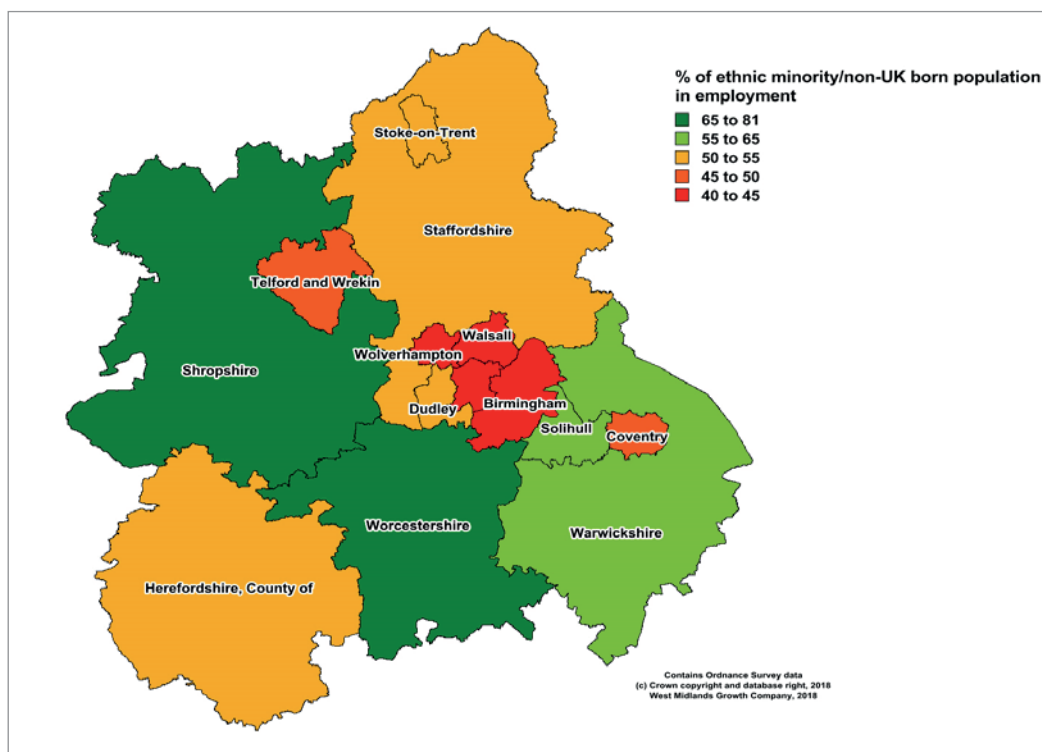 % of ethnic minority/non-UK born population
in employment
65 to 81
55 to 65
50 to 55
45 to 50
40 to 45
Stoke-on-Trent
Staffordshire
Telford and Wrekin
Walsall
Wolverhampton
Shropshire
Dudley
Birmingham
Solihull
Coventry
Worcestershire
Warwickshire
Herefordshire, County of
Contains Ordnance Survey data
(c) Crown copyright and database right, 2018
West Midlands Growth Company, 2018